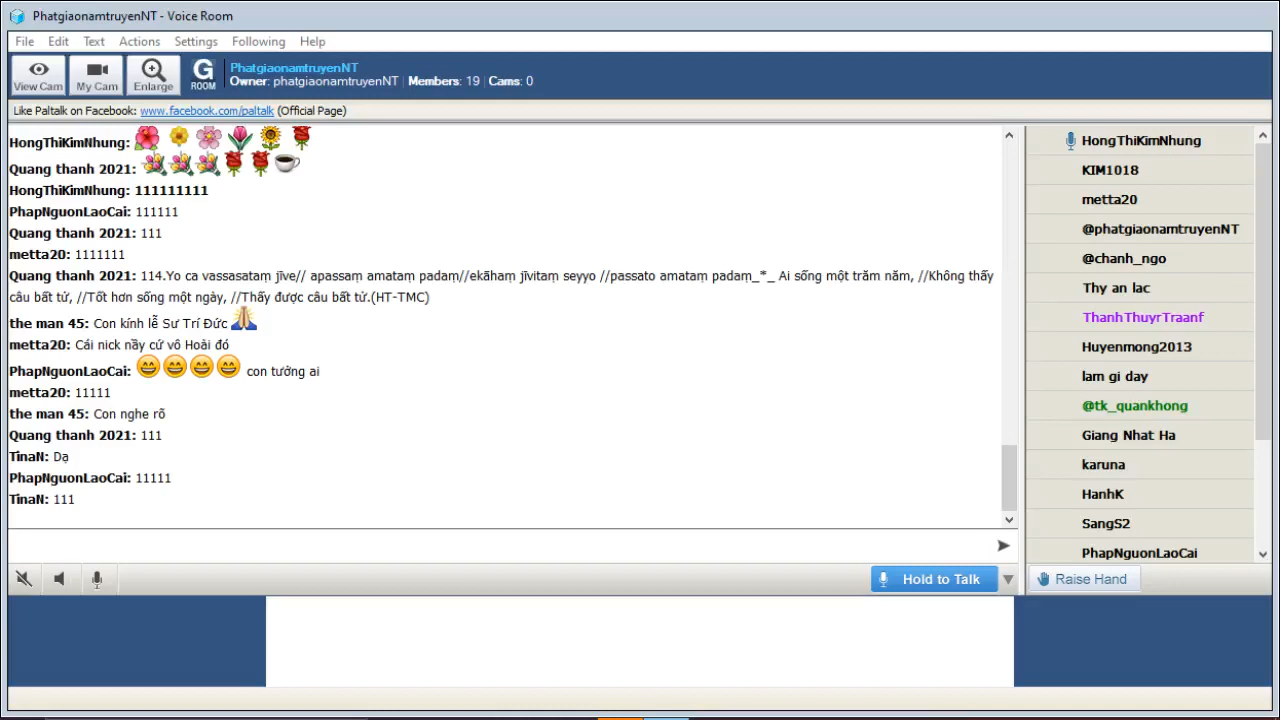 PhatgiaonamtruyenNT - Voice Room
File Edit Text Actions Settings Following Help
View Cam My Cam Enlarge G ROOM
PhatgiaonamtruyenNT
Owner: phatgiaonamtruyenNT Members: 19 Cams: 0
Like Paltalk on Facebook: www.facebook.com/paltalk (Official Page)
HongThiKimNhung:
Quang thanh 2021:
HongThiKimNhung: 111111111
PhapNguonLaoCai: 111111
Quang thanh 2021: 111
metta20: 1111111
Quang thanh 2021: 114.Yo ca vassasataṃ jīve// apassaṃ amataṃ padaṃ//ekāhaṃ jīvitaṃ seyyo //passato amataṃ padaṃ_*_ Ai sống một trăm năm, //Không thấy
câu bất tử, //Tốt hơn sống một ngày, //Thấy được câu bất tử.(HT-TMC)
the man 45: Con kính lễ Sư Trí Đức
metta20: Cái nick nầy cứ vô Hoài đó
PhapNguonLaoCai: con tưởng ai
metta20: 11111
the man 45: Con nghe rõ
Quang thanh 2021: 111
TinaN: Dạ
PhapNguonLaoCai: 11111
TinaN: 111
HongThiKimNhung
KIM1018
metta20
@phatgiaonamtruyenNT
@chanh_ngo
Thy an lac
ThanhThuyrTraanf
Huyenmong2013
lam gi day
@tk_quankhong
Giang Nhat Ha
karuna
HanhK
SangS2
PhapNguonLaoCai
Hold to Talk
Raise Hand